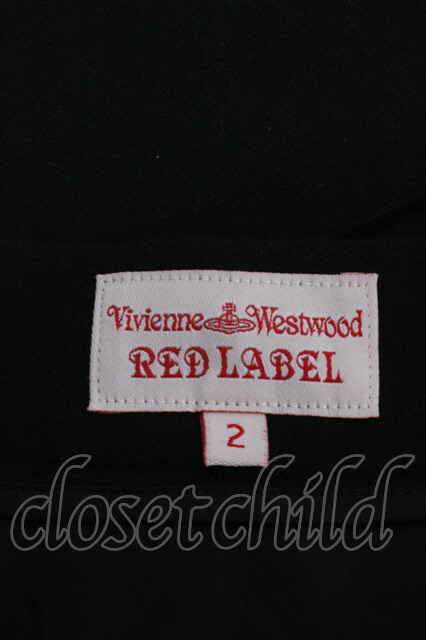 Vivienne Westwood
RED LABEL
2
closetchild